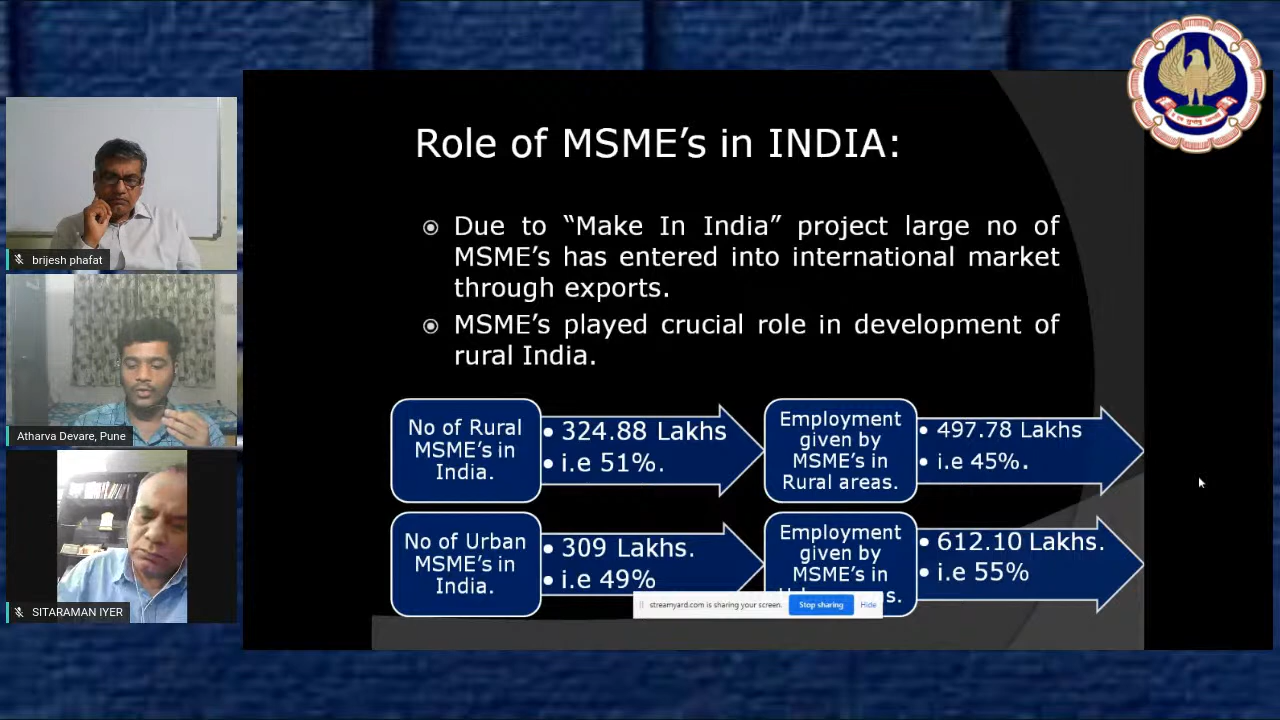 Role of MSME’s in INDIA:
Due to “Make In India” project large no of
MSME’s has entered into international market
through exports.
MSME’s played crucial role in development of
rural India.
No of Rural
MSME’s in
India.
• 324.88 Lakhs
• i.e 51%.
Employment
given by
MSME’s in
Rural areas.
• 497.78 Lakhs
• i.e 45%.
No of Urban
MSME’s in
India.
• 309 Lakhs.
• i.e 49%
Employment
given by
MSME’s in
• 612.10 Lakhs.
• i.e 55%
streamyard.com is sharing your screen.
Stop sharing
Hide
brijesh phafat
Atharva Devare, Pune
SITARAMAN IYER